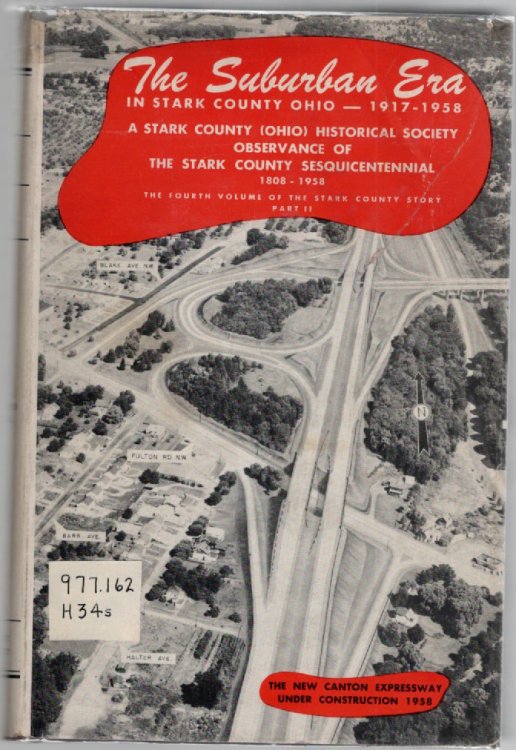 The Suburban Era
IN STARK COUNTY OHIO — 1917-1958
A STARK COUNTY (OHIO) HISTORICAL SOCIETY
OBSERVANCE OF
THE STARK COUNTY SESQUICENTENNIAL
1808 - 1958
THE FOURTH VOLUME OF THE STARK COUNTY STORY
PART II
BLAKE AVE. N.W.
N
FULTON RD. N.W.
BARR AVE.
977.162
H34s
HALTER AVE.
THE NEW CANTON EXPRESSWAY
UNDER CONSTRUCTION 1958